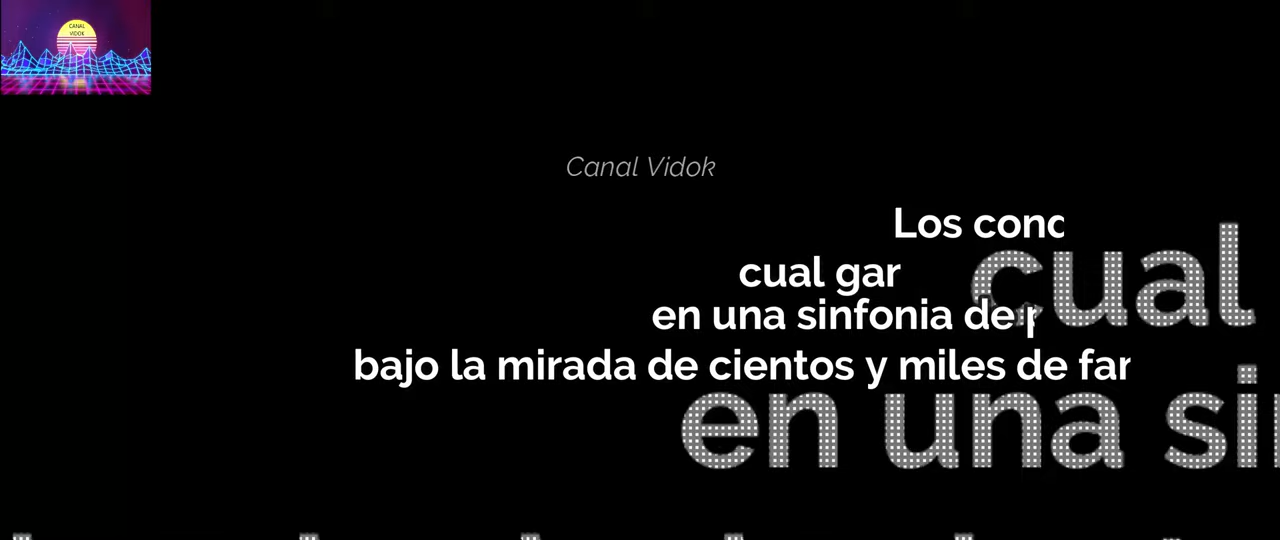 CANAL
VIDOK
Canal Vidok
Los conc
cual gar
en una sinfonia de
bajo la mirada de cientos y miles de far
cual
en una si